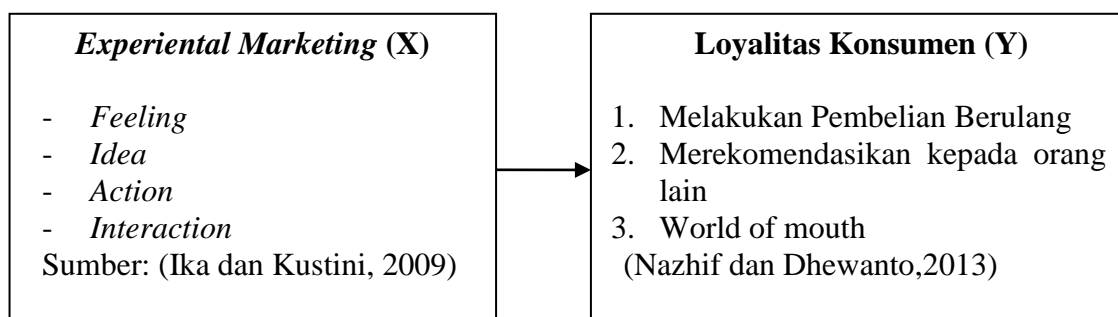 Experiental Marketing (X)
- Feeling
- Idea
- Action
- Interaction
Sumber: (Ika dan Kustini, 2009)
Loyalitas Konsumen (Y)
1. Melakukan Pembelian Berulang
2. Merekomendasikan kepada orang
lain
3. World of mouth
(Nazhif dan Dhewanto,2013)